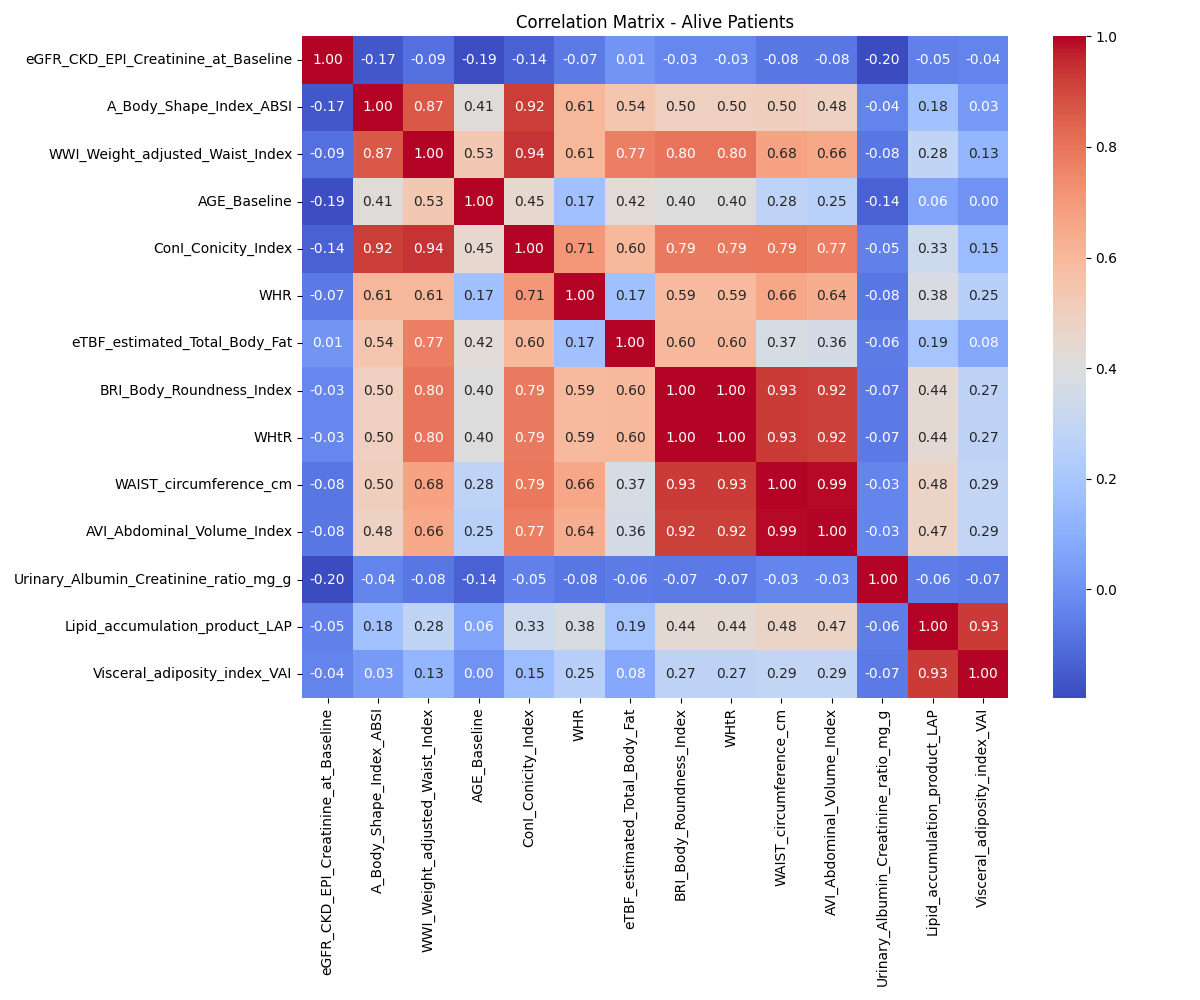 Correlation Matrix - Alive Patients
eGFR_CKD_EPI_Creatinine_at_Baseline 1.00 -0.17 -0.09 -0.19 -0.14 -0.07 0.01 -0.03 -0.03 -0.08 -0.08 -0.20 -0.05 -0.04
A_Body_Shape_Index_ABSI -0.17 1.00 0.87 0.41 0.92 0.61 0.54 0.50 0.50 0.50 0.48 -0.04 0.18 0.03
WWI_Weight_adjusted_Waist_Index -0.09 0.87 1.00 0.53 0.94 0.61 0.77 0.80 0.80 0.68 0.66 -0.08 0.28 0.13
AGE_Baseline -0.19 0.41 0.53 1.00 0.45 0.17 0.42 0.40 0.40 0.28 0.25 -0.14 0.06 0.00
ConI_Conicity_Index -0.14 0.92 0.94 0.45 1.00 0.71 0.60 0.79 0.79 0.79 0.77 -0.05 0.33 0.15
WHR -0.07 0.61 0.61 0.17 0.71 1.00 0.17 0.59 0.59 0.66 0.64 -0.08 0.38 0.25
eTBF_estimated_Total_Body_Fat 0.01 0.54 0.77 0.42 0.60 0.17 1.00 0.60 0.60 0.37 0.36 -0.06 0.19 0.08
BRI_Body_Roundness_Index -0.03 0.50 0.80 0.40 0.79 0.59 0.60 1.00 1.00 0.93 0.92 -0.07 0.44 0.27
WHtR -0.03 0.50 0.80 0.40 0.79 0.59 0.60 1.00 1.00 0.93 0.92 -0.07 0.44 0.27
WAIST_circumference_cm -0.08 0.50 0.68 0.28 0.79 0.66 0.37 0.93 0.93 1.00 0.99 -0.03 0.48 0.29
AVI_Abdominal_Volume_Index -0.08 0.48 0.66 0.25 0.77 0.64 0.36 0.92 0.92 0.99 1.00 -0.03 0.47 0.29
Urinary_Albumin_Creatinine_ratio_mg_g -0.20 -0.04 -0.08 -0.14 -0.05 -0.08 -0.06 -0.07 -0.07 -0.03 -0.03 1.00 -0.06 -0.07
Lipid_accumulation_product_LAP -0.05 0.18 0.28 0.06 0.33 0.38 0.19 0.44 0.44 0.48 0.47 -0.06 1.00 0.93
Visceral_adiposity_index_VAI -0.04 0.03 0.13 0.00 0.15 0.25 0.08 0.27 0.27 0.29 0.29 -0.07 0.93 1.00
eGFR_CKD_EPI_Creatinine_at_Baseline
A_Body_Shape_Index_ABSI
WWI_Weight_adjusted_Waist_Index
AGE_Baseline
ConI_Conicity_Index
WHR
eTBF_estimated_Total_Body_Fat
BRI_Body_Roundness_Index
WHtR
WAIST_circumference_cm
AVI_Abdominal_Volume_Index
Urinary_Albumin_Creatinine_ratio_mg_g
Lipid_accumulation_product_LAP
Visceral_adiposity_index_VAI
1.0
0.8
0.6
0.4
0.2
0.0